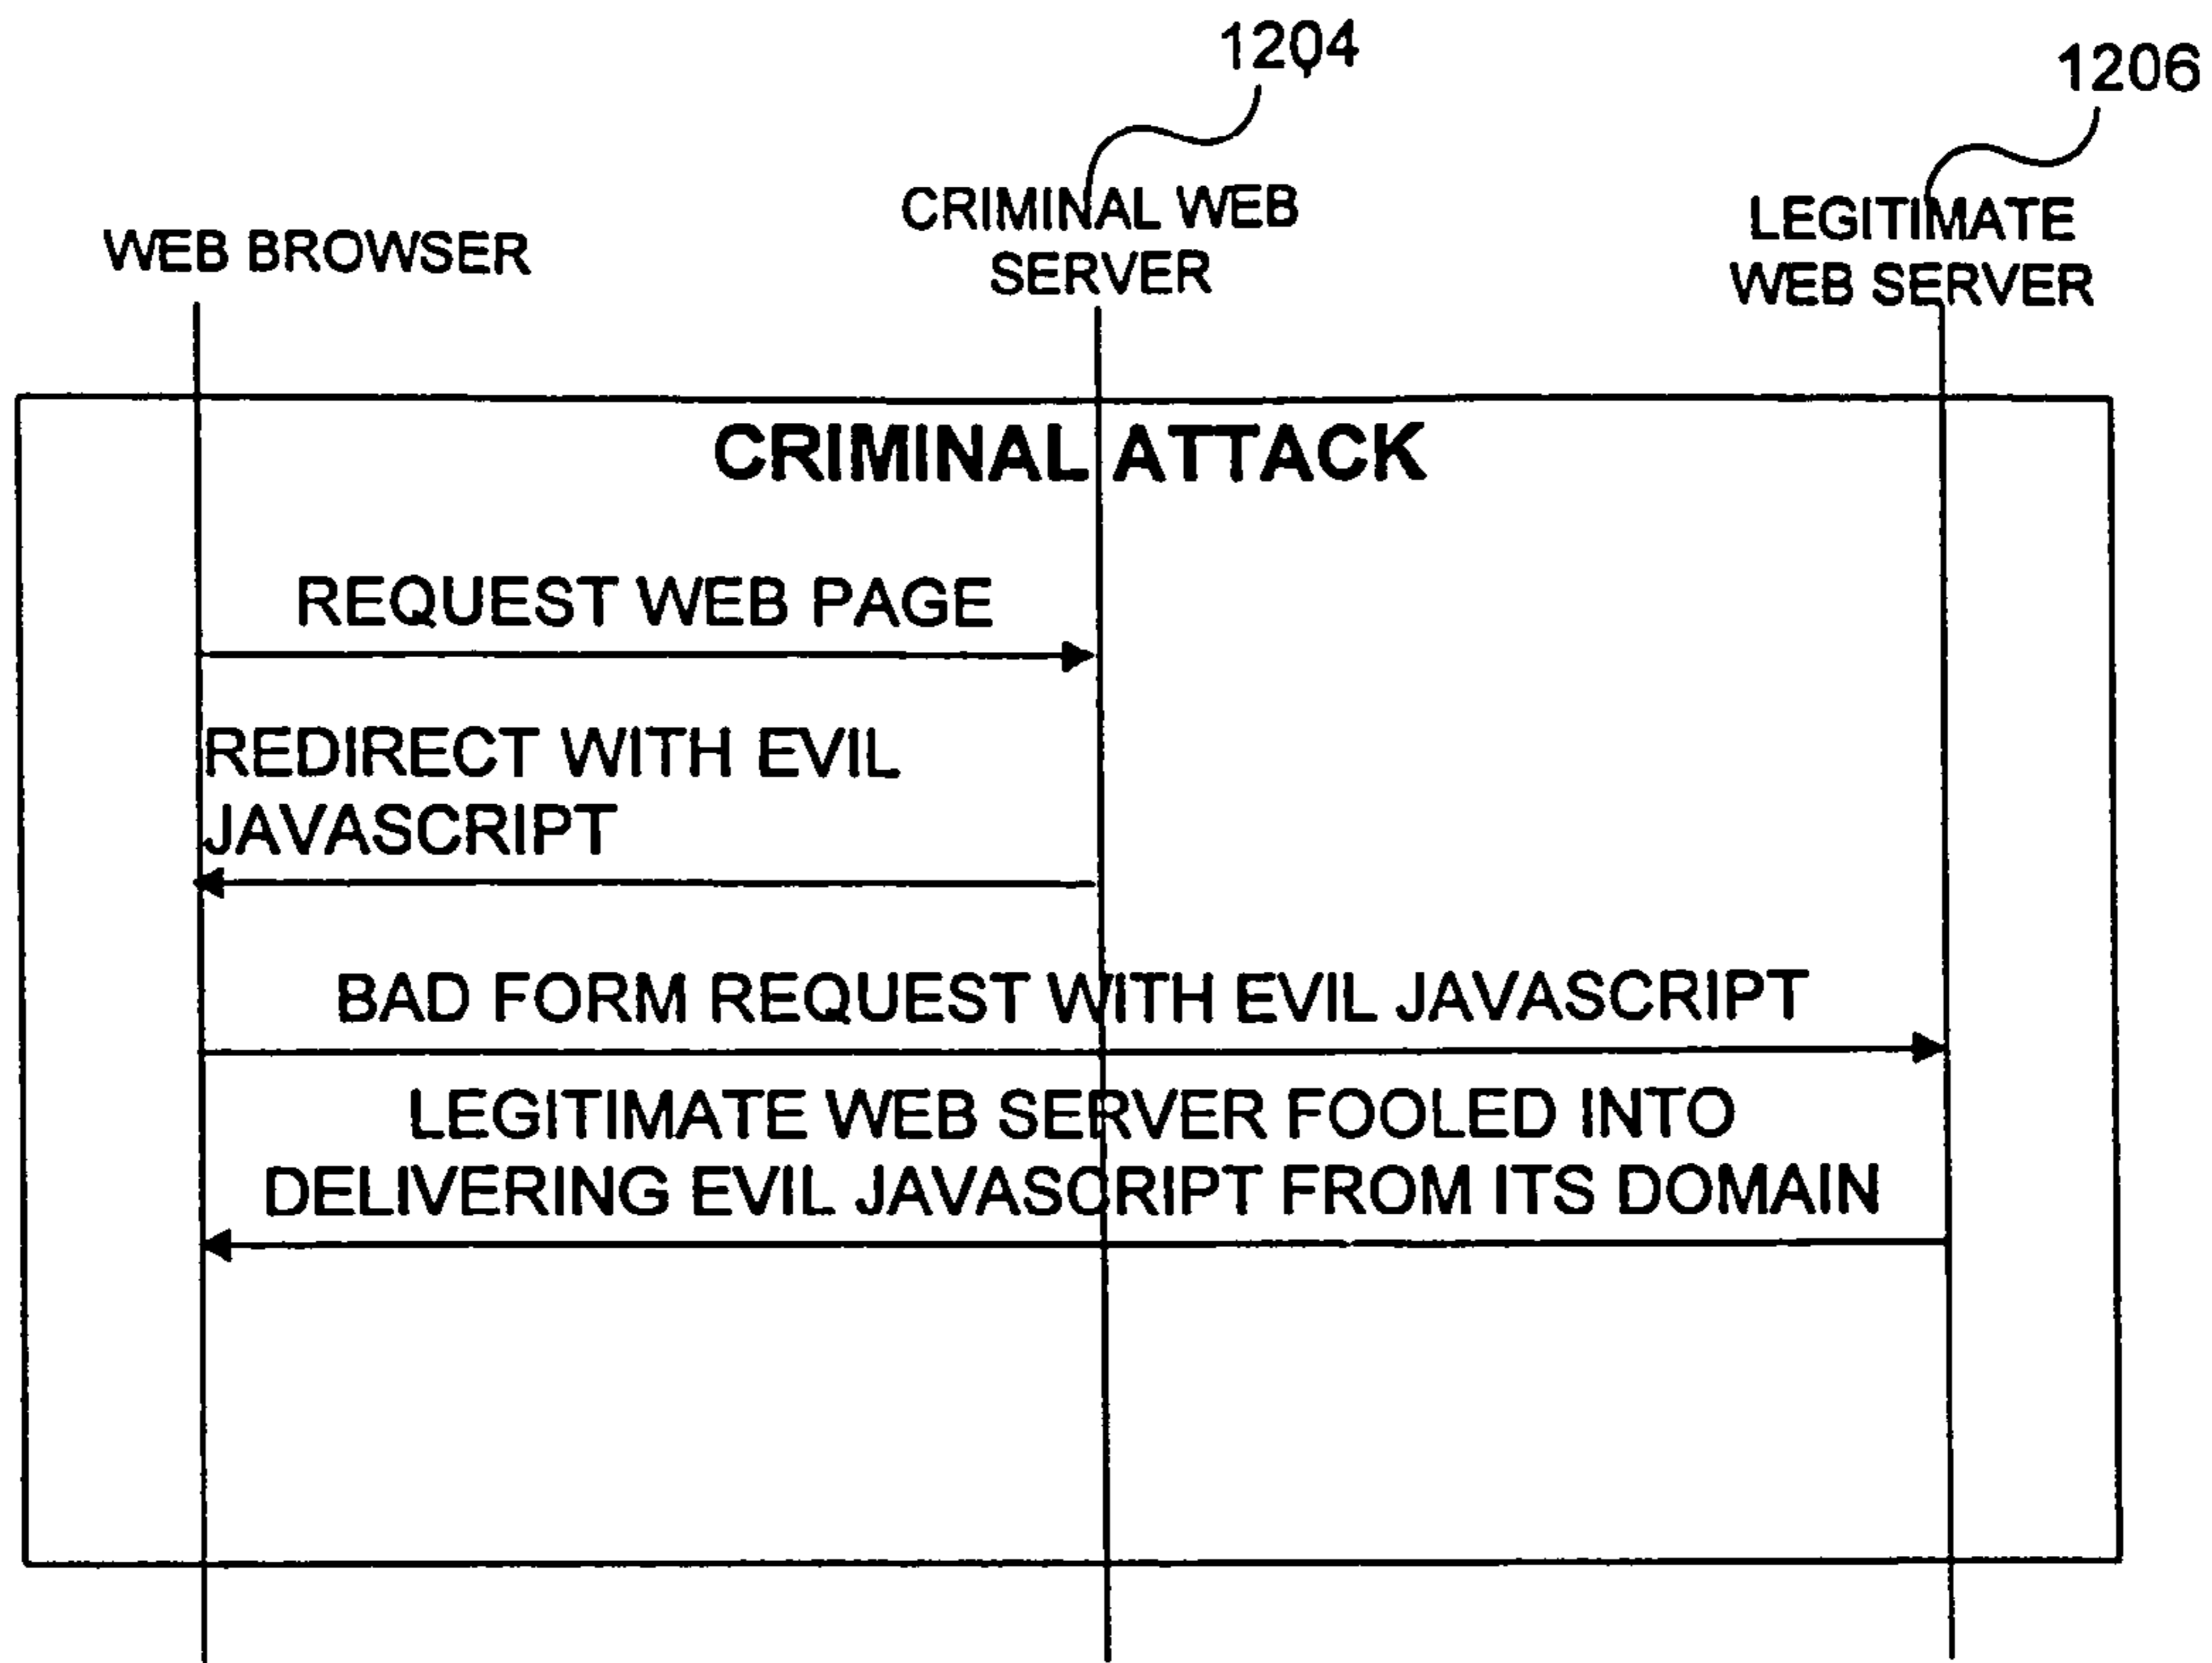 1204
1206
WEB BROWSER
CRIMINAL WEB
SERVER
LEGITIMATE
WEB SERVER
CRIMINAL ATTACK
REQUEST WEB PAGE
REDIRECT WITH EVIL
JAVASCRIPT
BAD FORM REQUEST WITH EVIL JAVASCRIPT
LEGITIMATE WEB SERVER FOOLED INTO
DELIVERING EVIL JAVASCRIPT FROM ITS DOMAIN